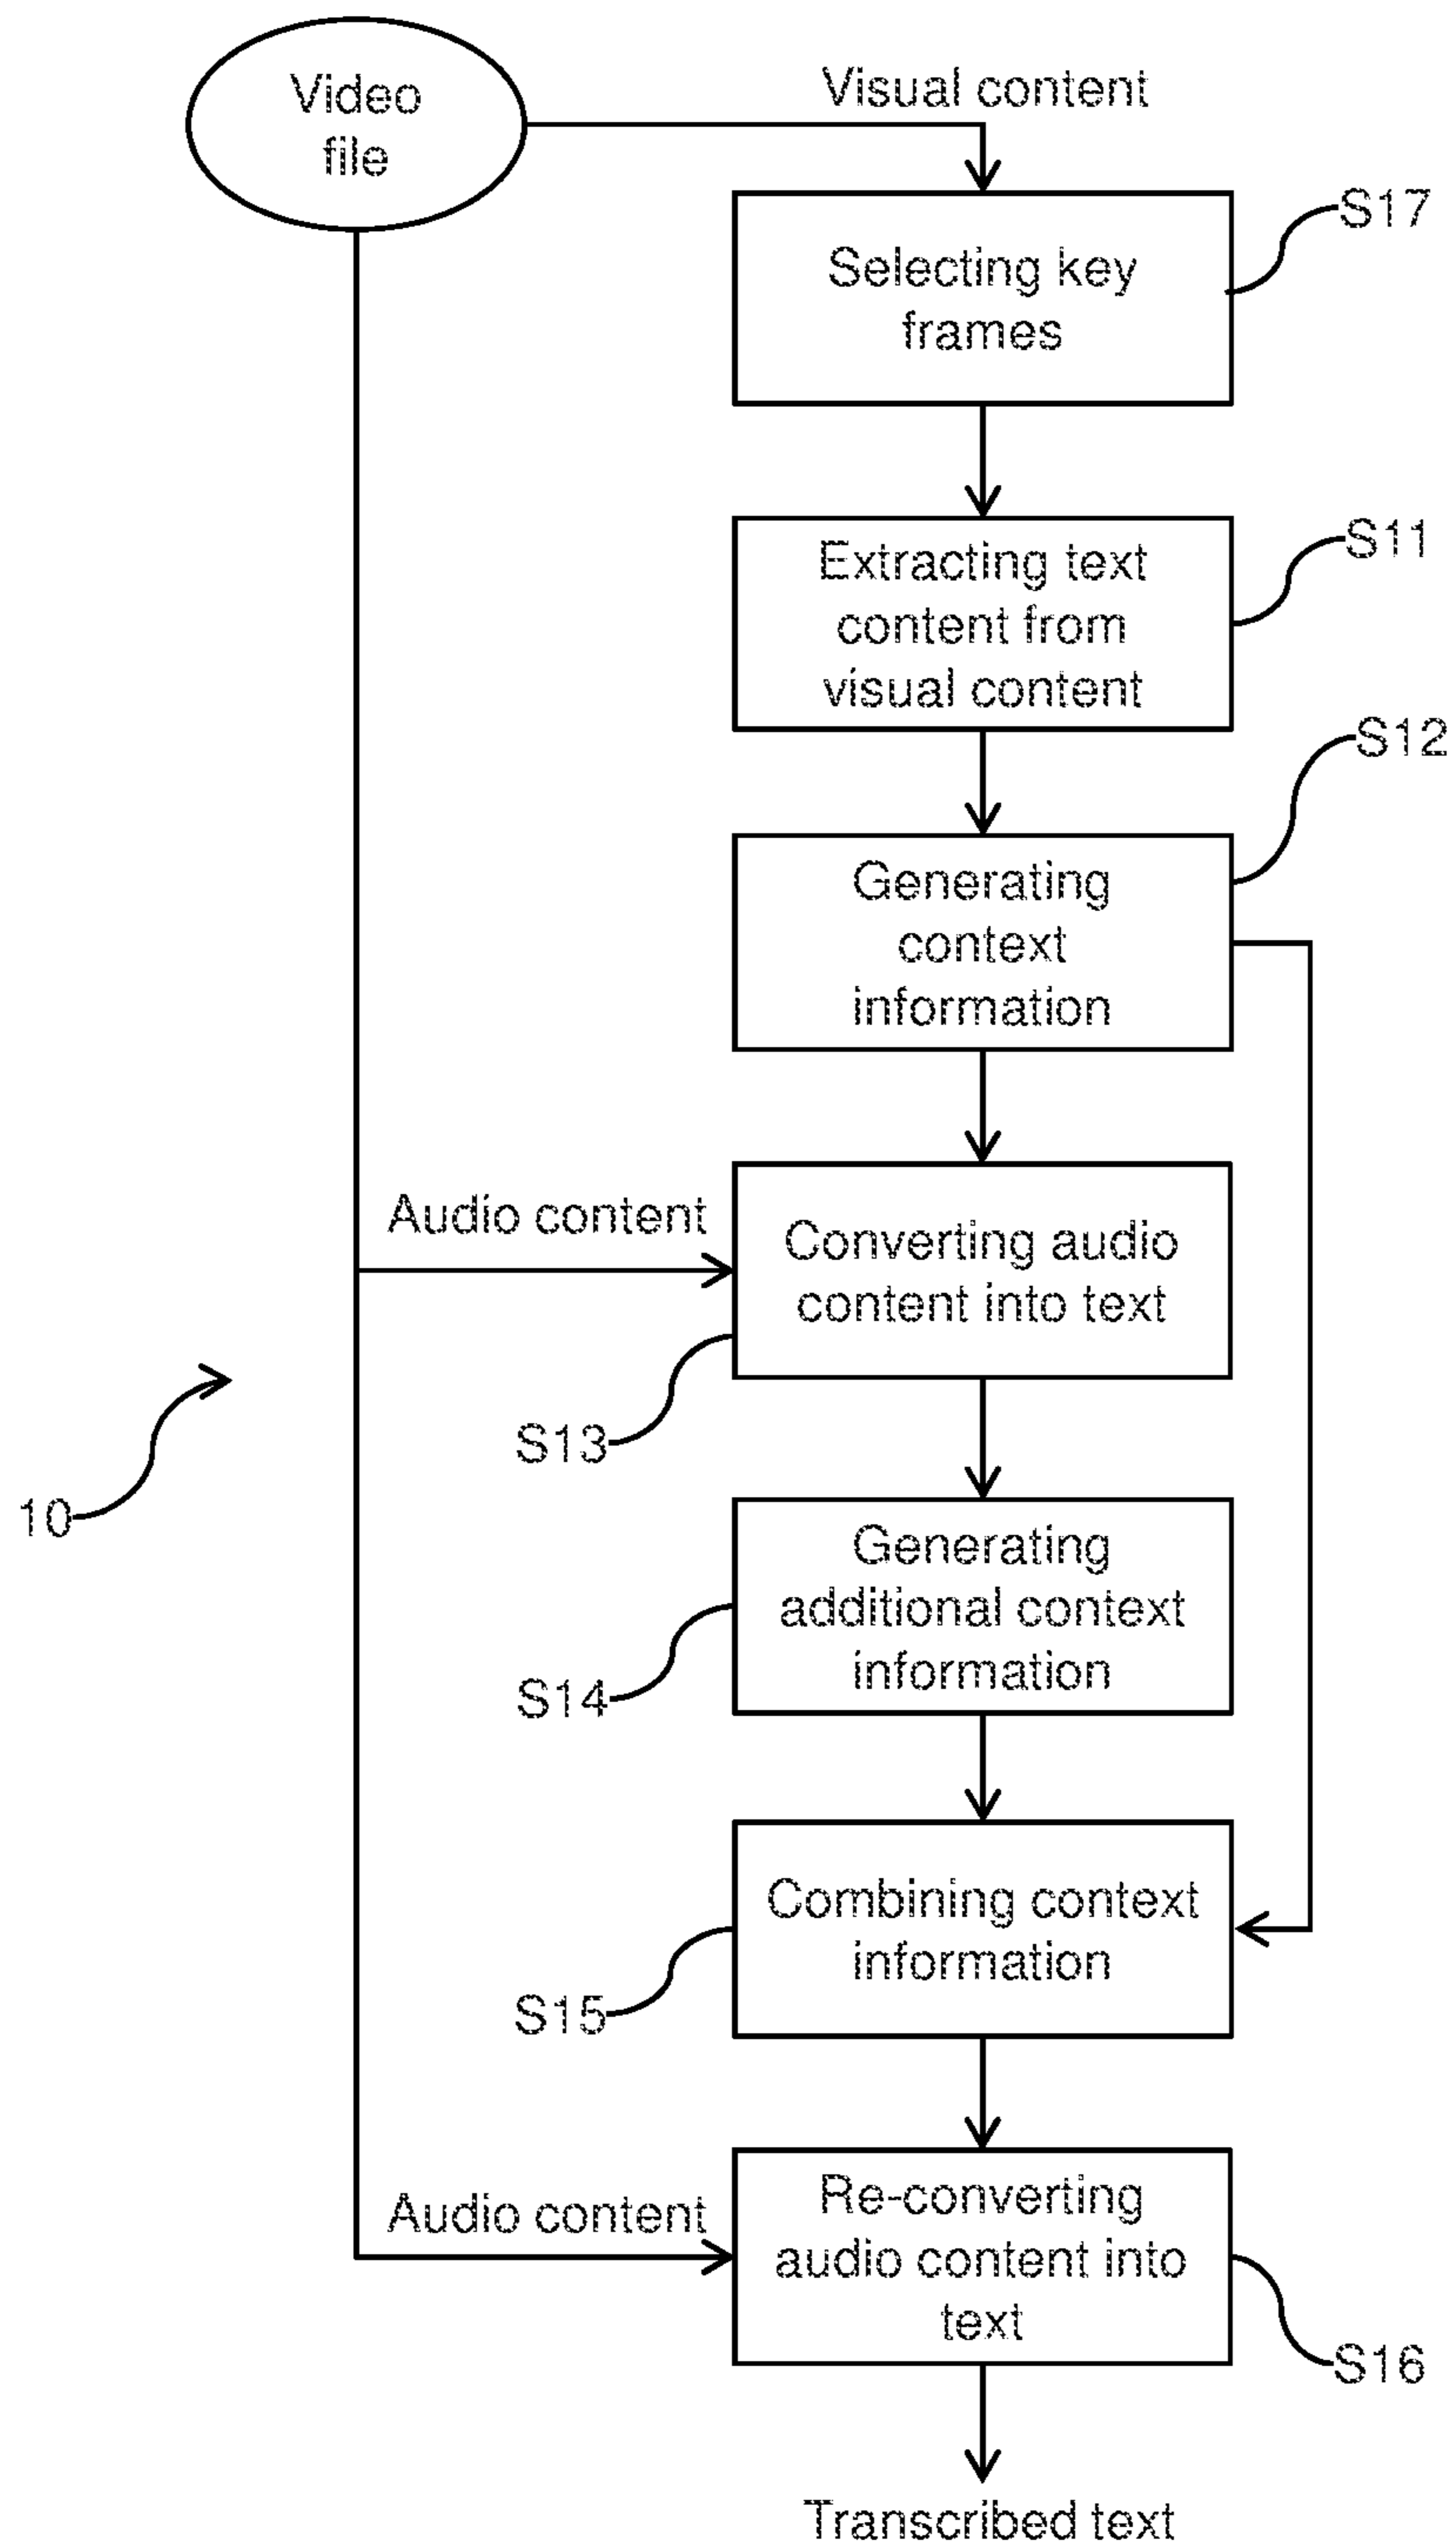 Video
file
Visual content
Selecting key
frames
S17
Extracting text
content from
visual content
S11
S12
Generating
context
information
Audio content
Converting audio
content into text
S13
10
Generating
additional context
information
S14
Combining context
information
S15
Audio content
Re-converting
audio content into
text
S16
Transcribed text